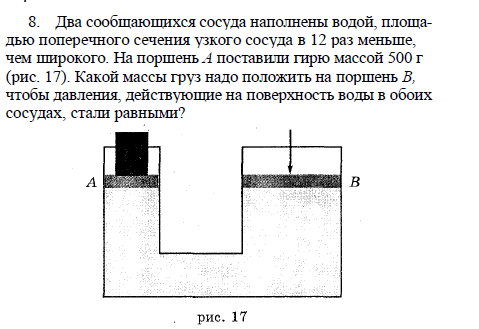 8. Два сообщающихся сосуда наполнены водой, площа-
дью поперечного сечения узкого сосуда в 12 раз меньше,
чем широкого. На поршень A поставили гирю массой 500 г
(рис. 17). Какой массы груз надо положить на поршень B,
чтобы давления, действующие на поверхность воды в обоих
сосудах, стали равными?
A
B
рис. 17